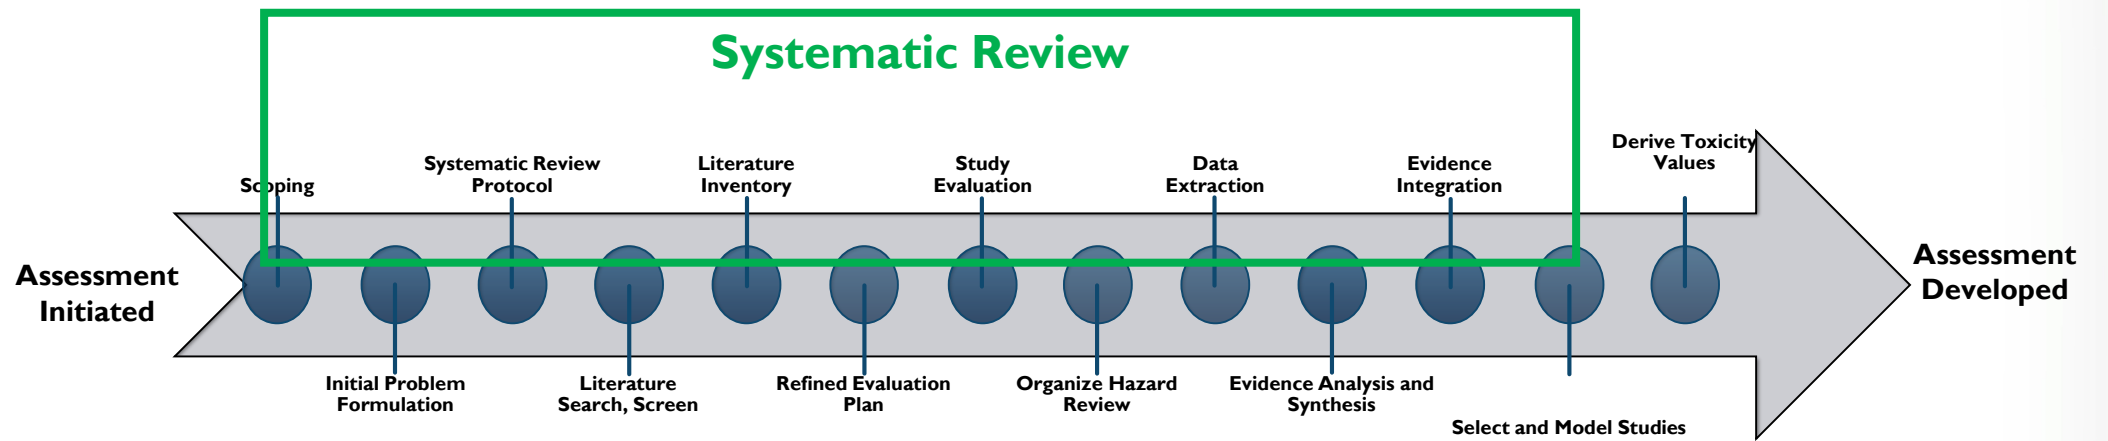 Systematic Review
Scoping
Systematic Review
Protocol
Literature
Inventory
Study
Evaluation
Data
Extraction
Evidence
Integration
Derive Toxicity
Values
Assessment
Initiated
Assessment
Developed
Initial Problem
Formulation
Literature
Search, Screen
Refined Evaluation
Plan
Organize Hazard
Review
Evidence Analysis and
Synthesis
Select and Model Studies